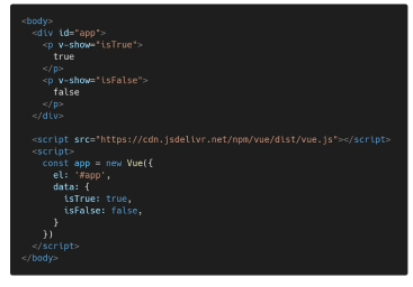 <body>
<div id="app">
<p v-show="isTrue">
true
</p>
<p v-show="isFalse">
false
</p>
</div>
<script src="https://cdn.jsdelivr.net/npm/vue/dist/vue.js"></script>
<script>
const app = new Vue({
el: '#app',
data: {
isTrue: true,
isFalse: false,
}
})
</script>
</body>